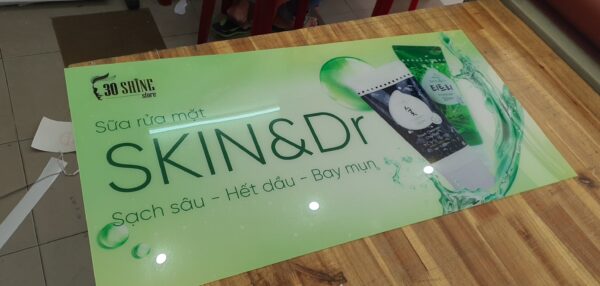 30 SHINE
store
Sữa rửa mặt
SKIN&Dr
Sạch sâu - Hết dầu - Bay mụn